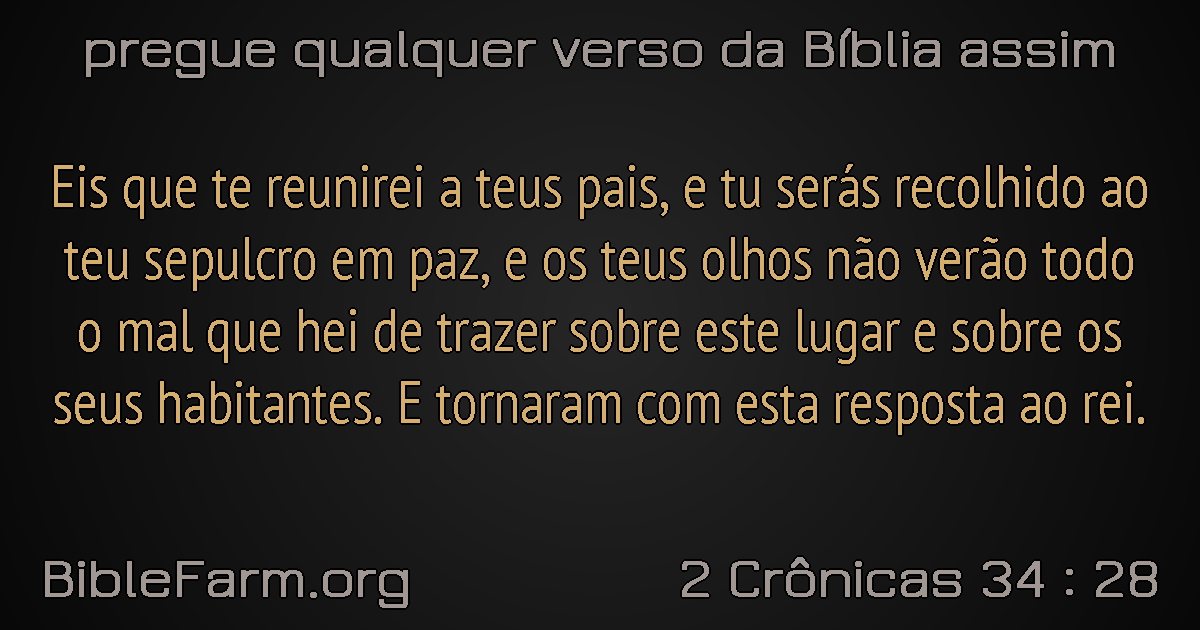 pregue qualquer verso da Bíblia assim
Eis que te reunirei a teus pais, e tu serás recolhido ao
teu sepulcro em paz, e os teus olhos não verão todo
o mal que hei de trazer sobre este lugar e sobre os
seus habitantes. E tornaram com esta resposta ao rei.
BibleFarm.org
2 Crônicas 34 : 28